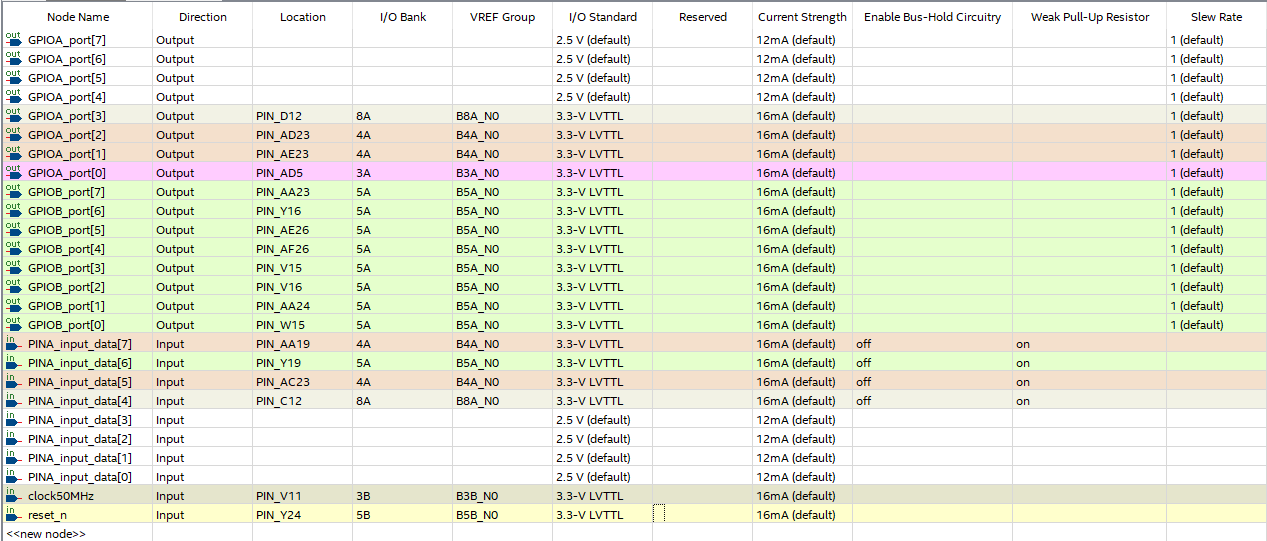 Node Name Direction Location I/O Bank VREF Group I/O Standard Reserved Current Strength Enable Bus-Hold Circuitry Weak Pull-Up Resistor Slew Rate
out GPIOA_port[7] Output 2.5 V (default) 12mA (default) 1 (default)
out GPIOA_port[6] Output 2.5 V (default) 12mA (default) 1 (default)
out GPIOA_port[5] Output 2.5 V (default) 12mA (default) 1 (default)
out GPIOA_port[4] Output 2.5 V (default) 12mA (default) 1 (default)
out GPIOA_port[3] Output PIN_D12 8A B8A_N0 3.3-V LVTTL 16mA (default) 1 (default)
out GPIOA_port[2] Output PIN_AD23 4A B4A_N0 3.3-V LVTTL 16mA (default) 1 (default)
out GPIOA_port[1] Output PIN_AE23 4A B4A_N0 3.3-V LVTTL 16mA (default) 1 (default)
out GPIOA_port[0] Output PIN_AD5 3A B3A_N0 3.3-V LVTTL 16mA (default) 1 (default)
out GPIOB_port[7] Output PIN_AA23 5A B5A_N0 3.3-V LVTTL 16mA (default) 1 (default)
out GPIOB_port[6] Output PIN_Y16 5A B5A_N0 3.3-V LVTTL 16mA (default) 1 (default)
out GPIOB_port[5] Output PIN_AE26 5A B5A_N0 3.3-V LVTTL 16mA (default) 1 (default)
out GPIOB_port[4] Output PIN_AF26 5A B5A_N0 3.3-V LVTTL 16mA (default) 1 (default)
out GPIOB_port[3] Output PIN_V15 5A B5A_N0 3.3-V LVTTL 16mA (default) 1 (default)
out GPIOB_port[2] Output PIN_V16 5A B5A_N0 3.3-V LVTTL 16mA (default) 1 (default)
out GPIOB_port[1] Output PIN_AA24 5A B5A_N0 3.3-V LVTTL 16mA (default) 1 (default)
out GPIOB_port[0] Output PIN_W15 5A B5A_N0 3.3-V LVTTL 16mA (default) 1 (default)
in PINA_input_data[7] Input PIN_AA19 4A B4A_N0 3.3-V LVTTL 16mA (default) off on
in PINA_input_data[6] Input PIN_Y19 5A B5A_N0 3.3-V LVTTL 16mA (default) off on
in PINA_input_data[5] Input PIN_AC23 4A B4A_N0 3.3-V LVTTL 16mA (default) off on
in PINA_input_data[4] Input PIN_C12 8A B8A_N0 3.3-V LVTTL 16mA (default) off on
in PINA_input_data[3] Input 2.5 V (default) 12mA (default)
in PINA_input_data[2] Input 2.5 V (default) 12mA (default)
in PINA_input_data[1] Input 2.5 V (default) 12mA (default)
in PINA_input_data[0] Input 2.5 V (default) 12mA (default)
in clock50MHz Input PIN_V11 3B B3B_N0 3.3-V LVTTL 16mA (default)
in reset_n Input PIN_Y24 5B B5B_N0 3.3-V LVTTL 16mA (default)
<<new node>>